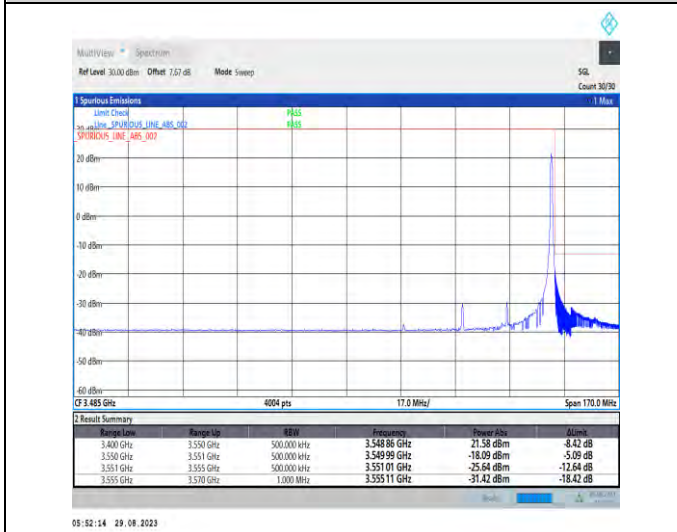 MultiView Spectrum
Ref Level 30.00 dBm Offset 7.67 dB Mode Sweep SGL
Count 30/30
1 Spurious Emissions 1 Max
Limit Check PASS
Line _SPURIOUS_LINE_ABS_002 PASS
_SPURIOUS_LINE_ABS_002
20 dBm
10 dBm
0 dBm
-10 dBm
-20 dBm
-30 dBm
-40 dBm
-50 dBm
-60 dBm
CF 3.485 GHz 4004 pts 17.0 MHz/ Span 170.0 MHz
2 Result Summary
Range Low Range Up RBW Frequency Power Abs ΔLimit
3.400 GHz 3.550 GHz 500.000 kHz 3.548 86 GHz 21.58 dBm -8.42 dB
3.550 GHz 3.551 GHz 500.000 kHz 3.549 99 GHz -18.09 dBm -5.09 dB
3.551 GHz 3.555 GHz 500.000 kHz 3.551 01 GHz -25.64 dBm -12.64 dB
3.555 GHz 3.570 GHz 1.000 MHz 3.555 11 GHz -31.42 dBm -18.42 dB
05:52:14 29.08.2023